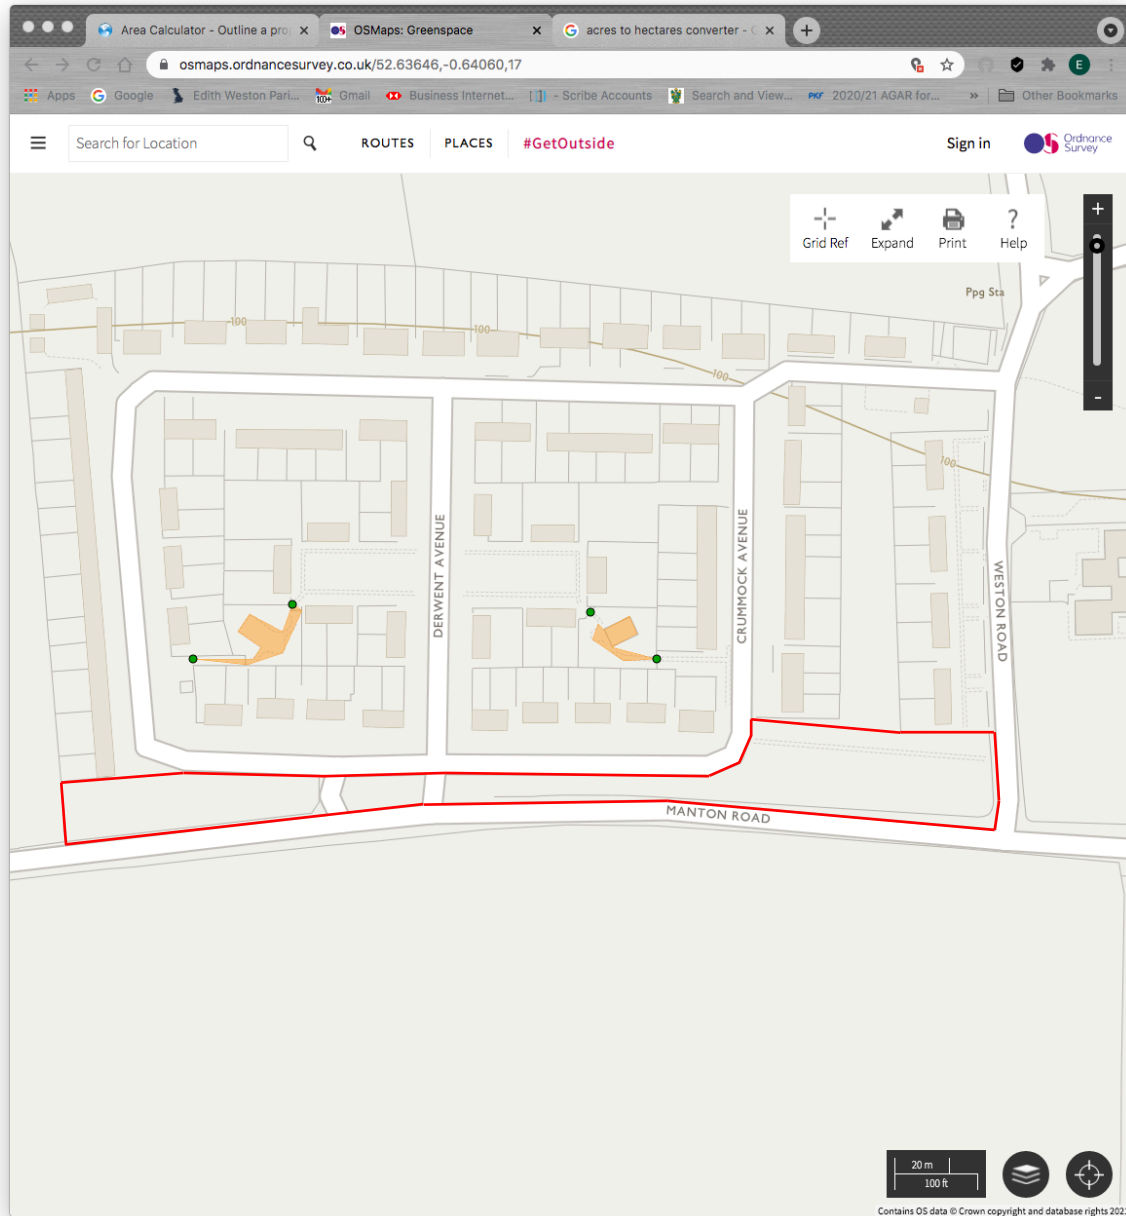 Area Calculator - Outline a pro
OSMaps: Greenspace
acres to hectares converter - G
osmaps.ordnancesurvey.co.uk/52.63646,-0.64060,17
E
Apps
Google
Edith Weston Pari...
Gmail
Business Internet...
- Scribe Accounts
Search and View...
PKF
2020/21 AGAR for...
»
Other Bookmarks
Search for Location
ROUTES
PLACES
#GetOutside
Sign in
OS
Ordnance
Survey
Grid Ref
Expand
Print
?
Help
+
-
Ppg Sta
100
100
100
100
DERWENT AVENUE
CRUMMOCK AVENUE
WESTON ROAD
MANTON ROAD
20 m
100 ft
Contains OS data © Crown copyright and database rights 202